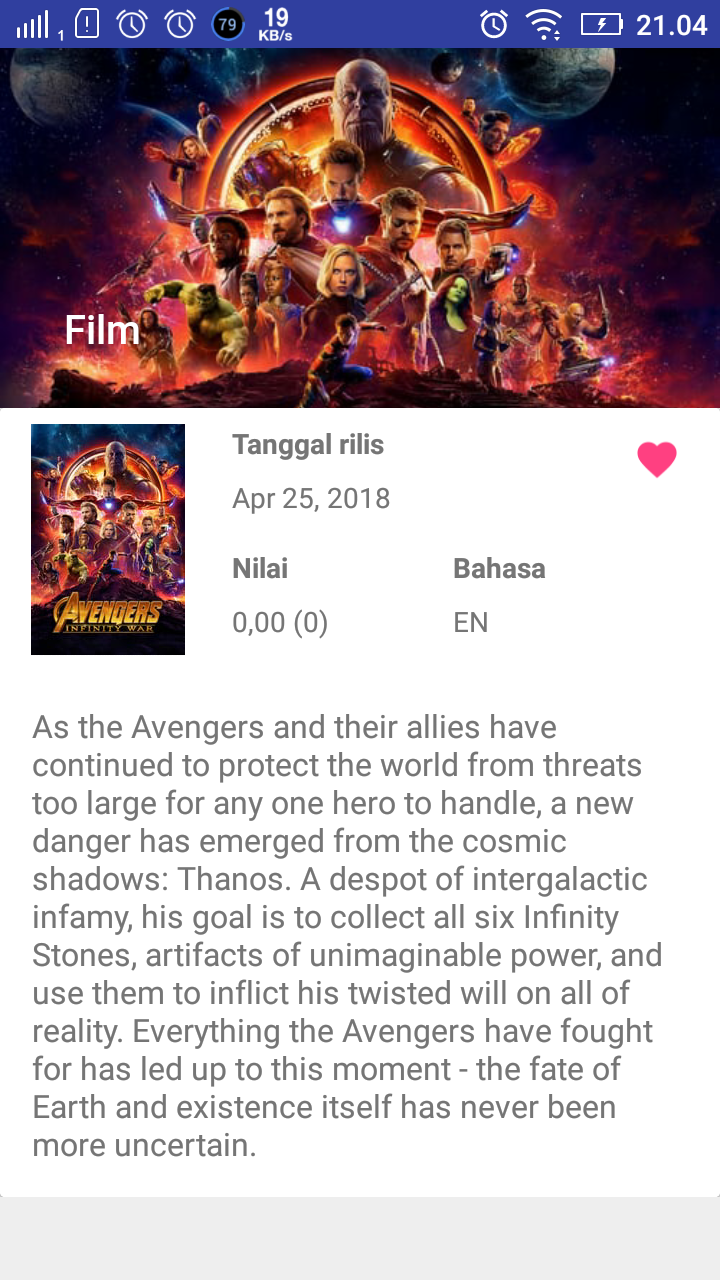 1
79
19
KB/s
21.04
Film
Tanggal rilis
Apr 25, 2018
Nilai
Bahasa
0,00 (0)
EN
AVENGERS
INFINITY WAR
As the Avengers and their allies have
continued to protect the world from threats
too large for any one hero to handle, a new
danger has emerged from the cosmic
shadows: Thanos. A despot of intergalactic
infamy, his goal is to collect all six Infinity
Stones, artifacts of unimaginable power, and
use them to inflict his twisted will on all of
reality. Everything the Avengers have fought
for has led up to this moment - the fate of
Earth and existence itself has never been
more uncertain.